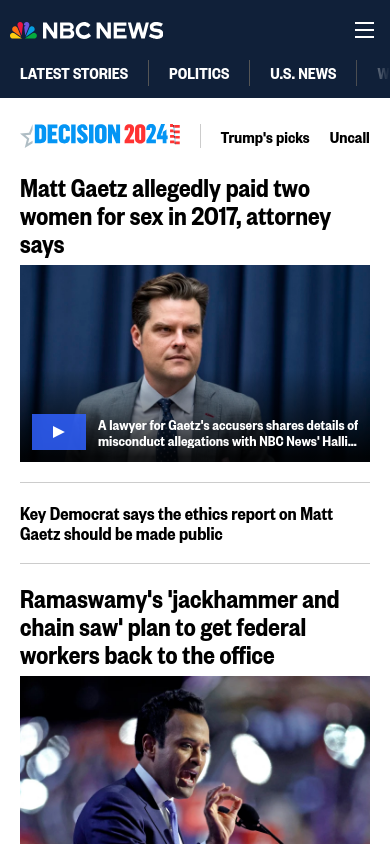 NBC NEWS
LATEST STORIES
POLITICS
U.S. NEWS
DECISION 2024
Trump's picks
Uncall
Matt Gaetz allegedly paid two
women for sex in 2017, attorney
says
A lawyer for Gaetz's accusers shares details of
misconduct allegations with NBC News' Halli...
Key Democrat says the ethics report on Matt
Gaetz should be made public
Ramaswamy's 'jackhammer and
chain saw' plan to get federal
workers back to the office